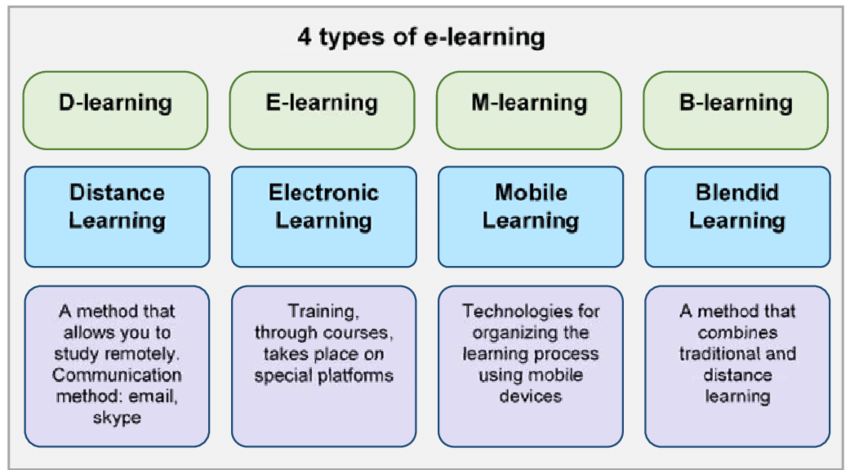 4 types of e-learning
D-learning
E-learning
M-learning
B-learning
Distance
Learning
Electronic
Learning
Mobile
Learning
Blendid
Learning
A method that
allows you to
study remotely.
Communication
method: email,
skype
Training,
through courses,
takes place on
special platforms
Technologies for
organizing the
learning process
using mobile
devices
A method that
combines
traditional and
distance
learning